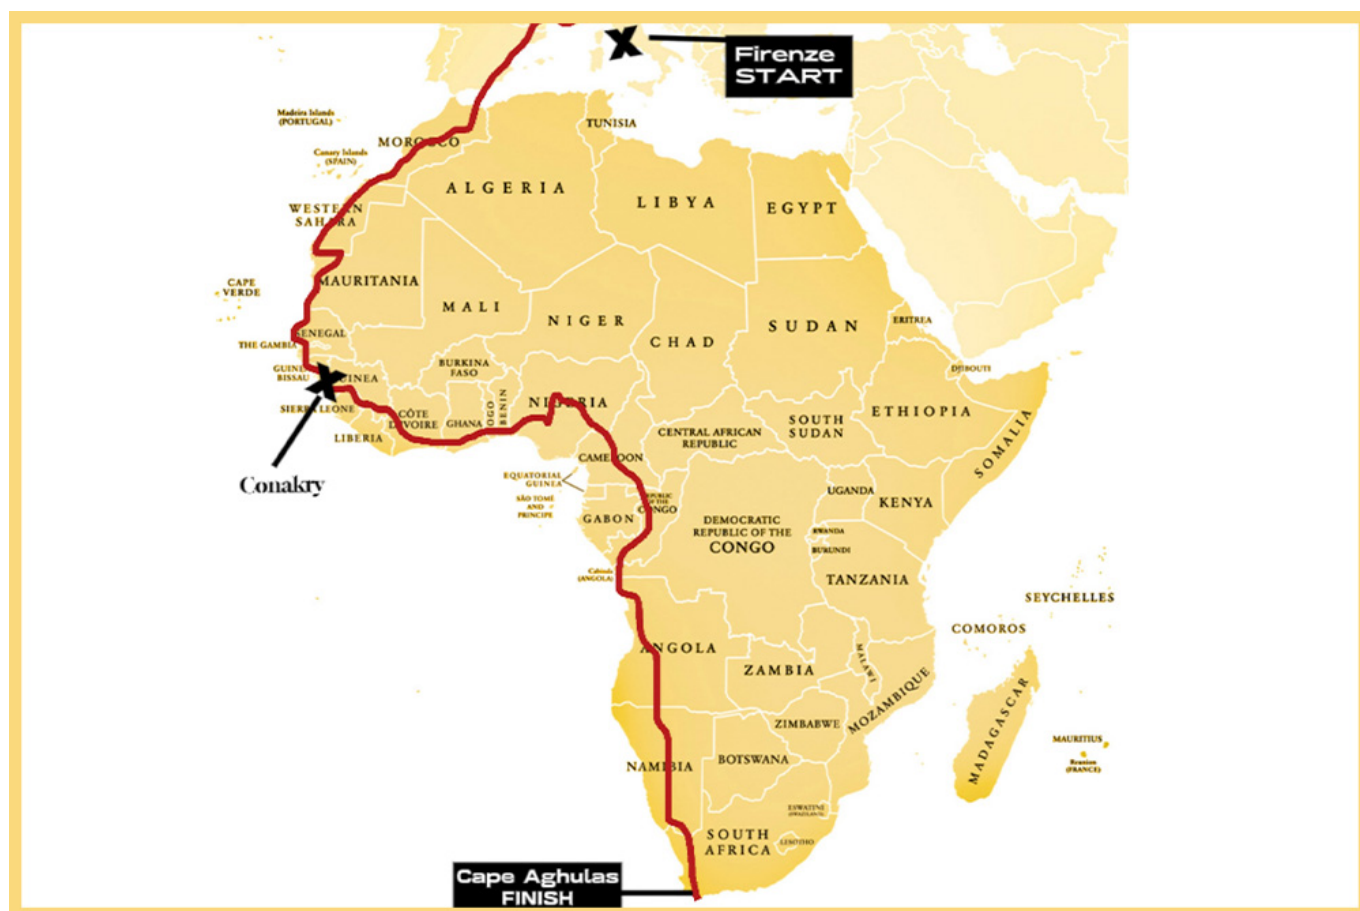 Firenze
START
Madeira Islands
(PORTUGAL)
TUNISIA
MOROCCO
Canary Islands
(SPAIN)
ALGERIA
LIBYA
EGYPT
WESTERN
SAHARA
CAPE
VERDE
MAURITANIA
MALI
NIGER
CHAD
SUDAN
ERITREA
SENEGAL
THE GAMBIA
BURKINA
FASO
DJIBOUTI
GUINE
BISSAU
GUINEA
SIERRA LEONE
CÔTE
D'IVOIRE
GHANA
TOGO
BENIN
NIGERIA
SOUTH
SUDAN
ETHIOPIA
SOMALIA
CENTRAL AFRICAN
REPUBLIC
LIBERIA
CAMEROON
Conakry
EQUATORIAL
GUINEA
SÃO TOMÉ
AND
PRINCIPE
GABON
REPUBLIC
OF THE
CONGO
DEMOCRATIC
REPUBLIC OF THE
CONGO
UGANDA
KENYA
RWANDA
BURUNDI
TANZANIA
Cabinda
(ANGOLA)
SEYCHELLES
COMOROS
ANGOLA
ZAMBIA
MALAWI
MOZAMBIQUE
ZIMBABWE
MADAGASCAR
MAURITIUS
Reunion
(FRANCE)
NAMIBIA
BOTSWANA
ESWATINI
(SWAZILAND)
SOUTH
AFRICA
LESOTHO
Cape Aghulas
FINISH